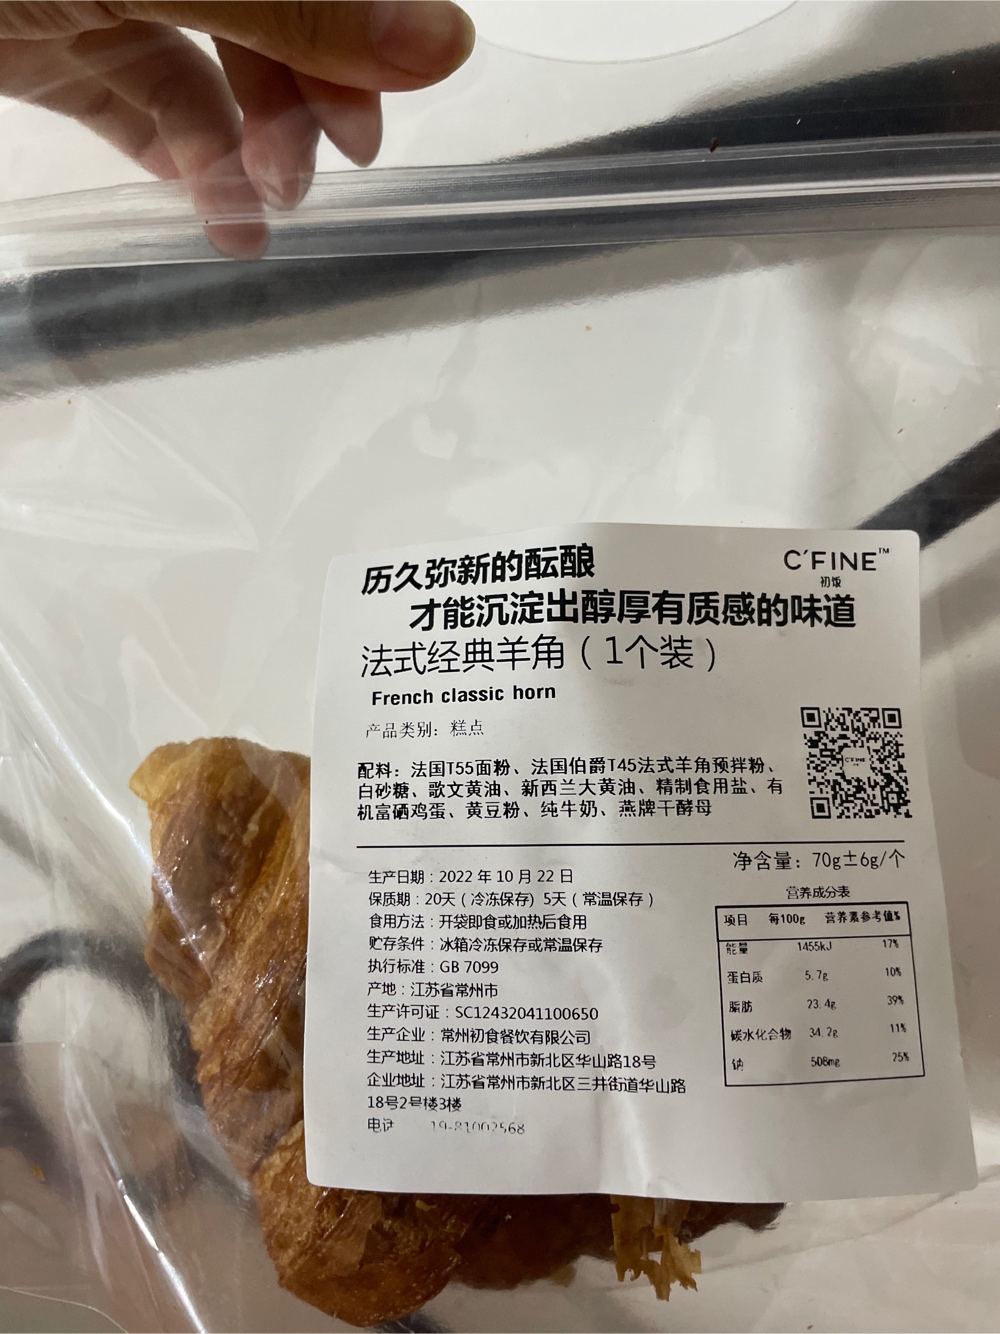 历久弥新的酝酿
C'FINE™
初饭
才能沉淀出醇厚有质感的味道
法式经典羊角（1个装）
French classic horn
产品类别：糕点
配料：法国T55面粉、法国伯爵T45法式羊角预拌粉、
白砂糖、歌文黄油、新西兰大黄油、精制食用盐、有
机富硒鸡蛋、黄豆粉、纯牛奶、燕牌干酵母
净含量：70g±6g/个
生产日期：2022 年 10 月 22 日
保质期：20天（冷冻保存) 5天（常温保存）
食用方法：开袋即食或加热后食用
贮存条件：冰箱冷冻保存或常温保存
执行标准：GB 7099
产地：江苏省常州市
生产许可证：SC12432041100650
生产企业：常州初食餐饮有限公司
生产地址：江苏省常州市新北区华山路18号
企业地址：江苏省常州市新北区三井街道华山路
18号2号楼3楼
电话 19-81002568
营养成分表
项目 每100g 营养素参考值%
能量 1455kJ 17%
蛋白质 5.7g 10%
脂肪 23.4g 39%
碳水化合物 34.2g 11%
钠 508mg 25%